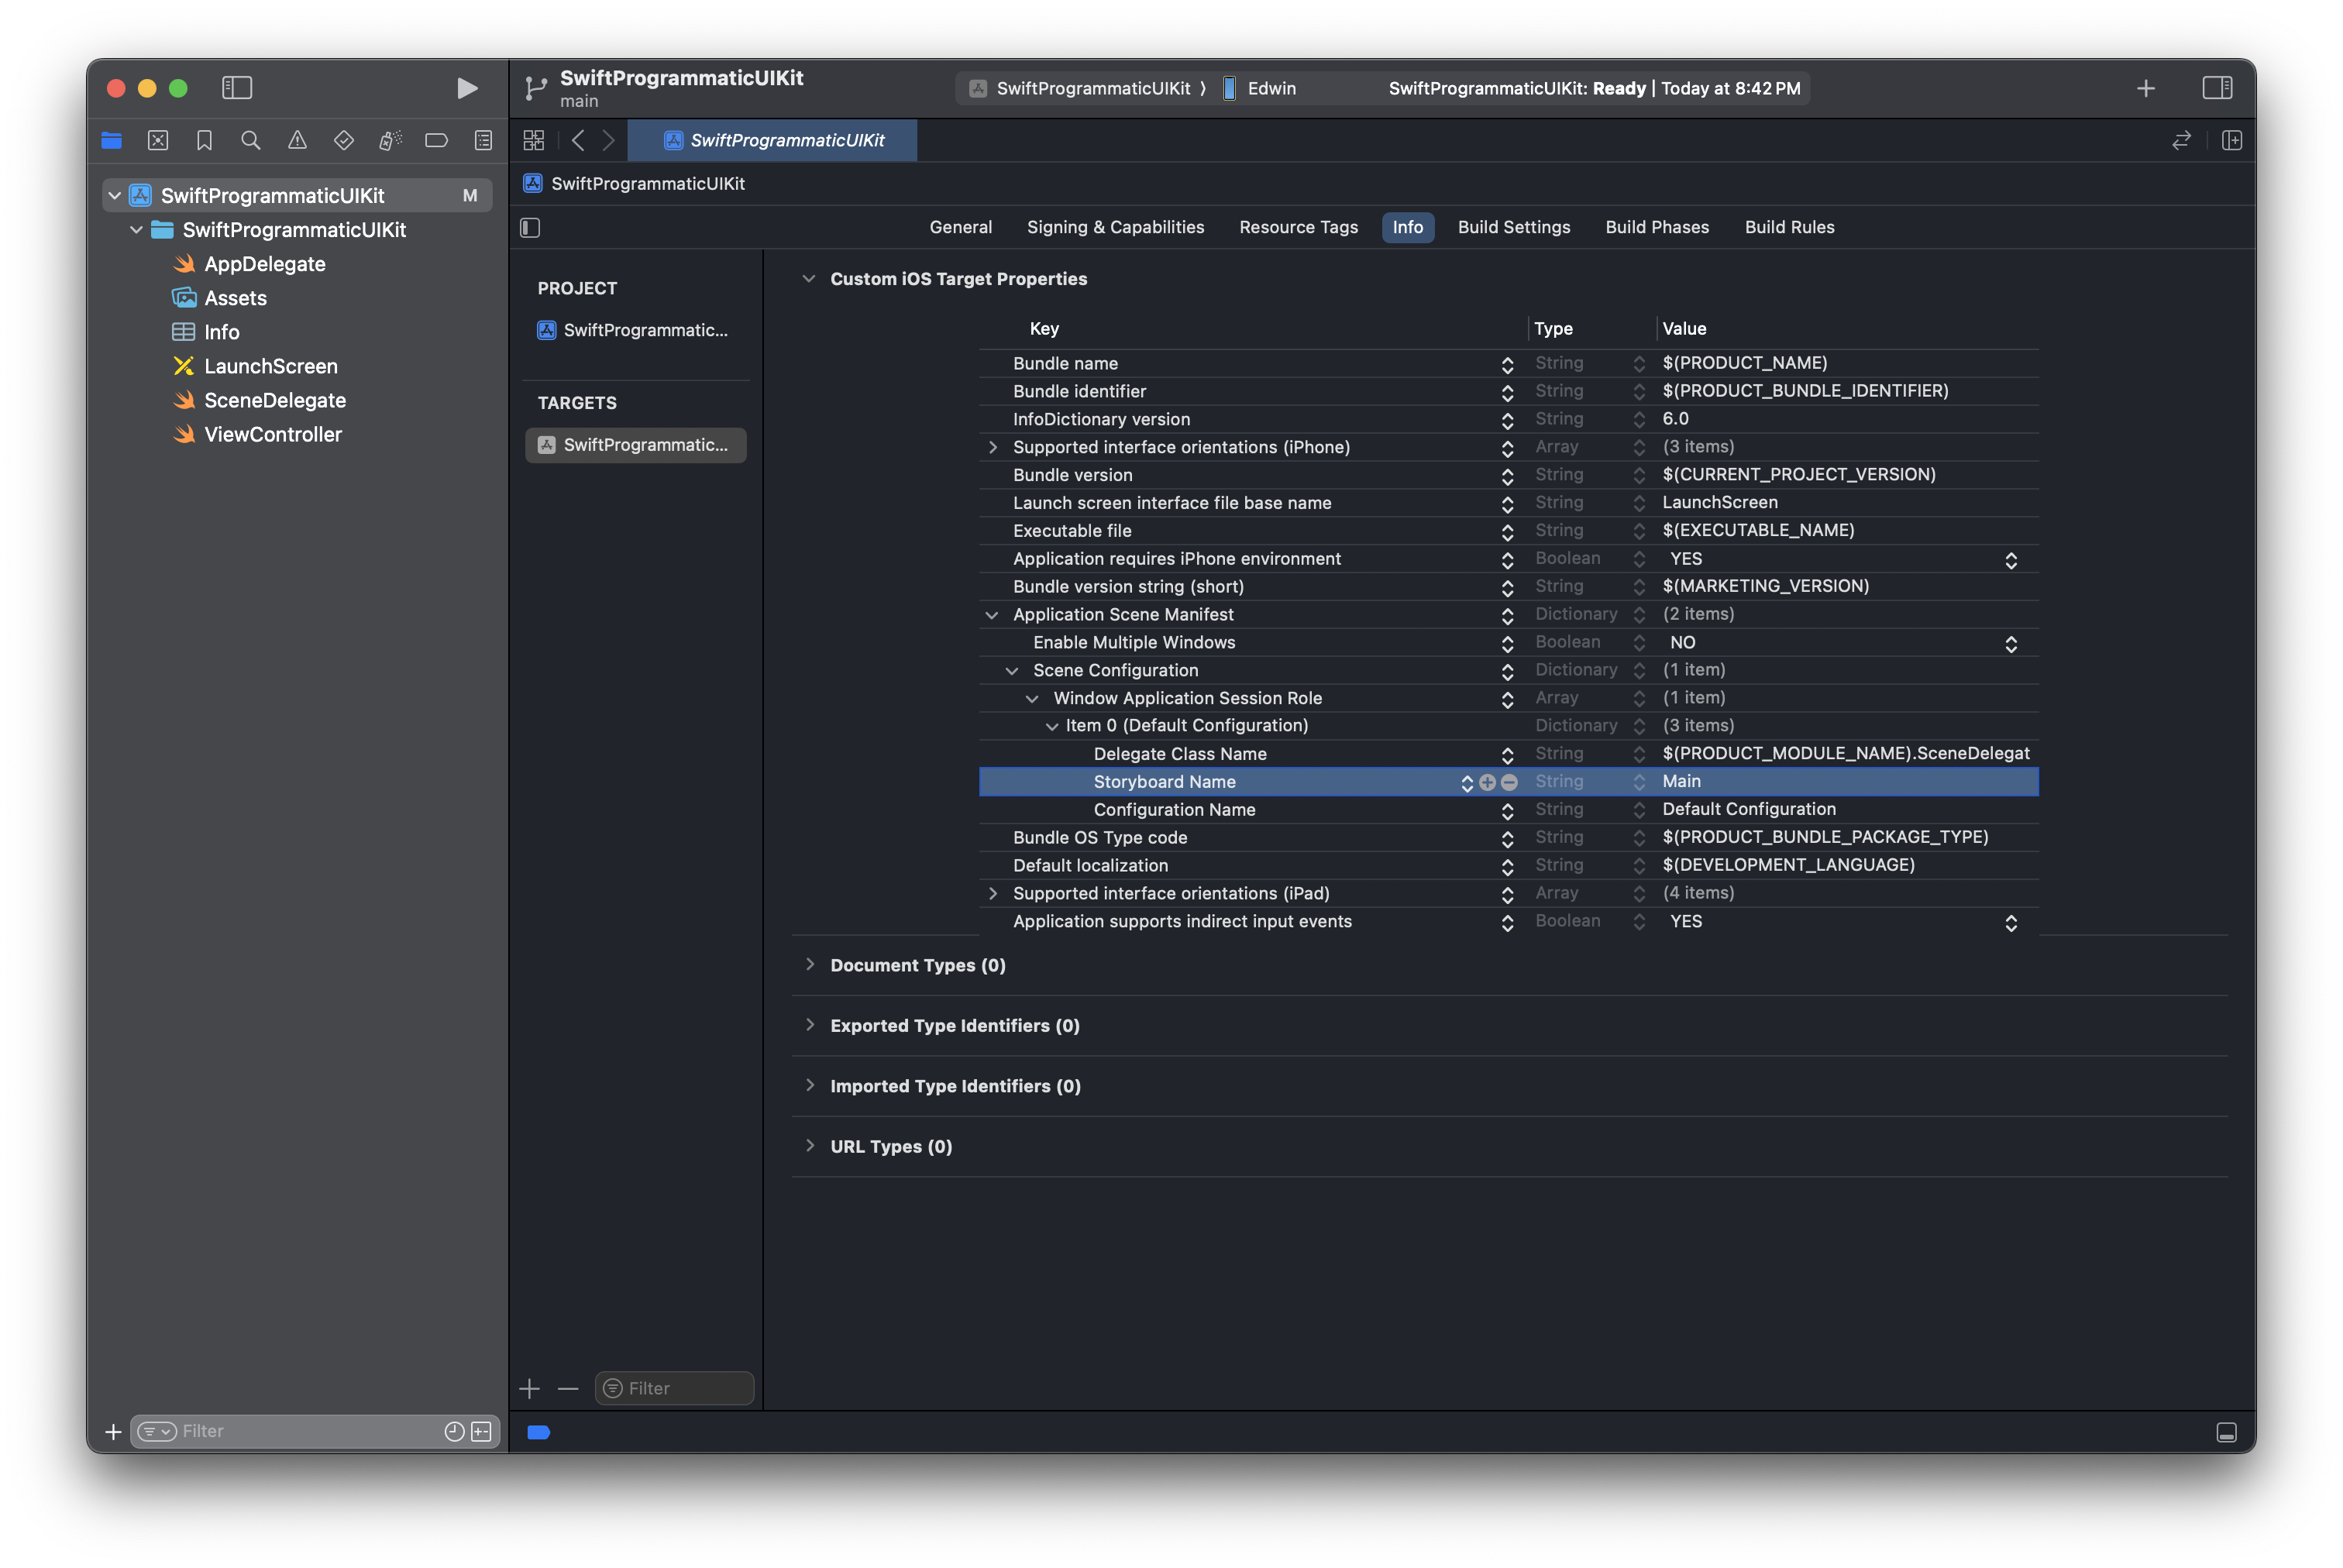 SwiftProgrammaticUIKit
main
SwiftProgrammaticUIKit
Edwin
SwiftProgrammaticUIKit: Ready | Today at 8:42 PM
SwiftProgrammaticUIKit
SwiftProgrammaticUIKit M
SwiftProgrammaticUIKit
AppDelegate
Assets
Info
LaunchScreen
SceneDelegate
ViewController
Filter
SwiftProgrammaticUIKit
General Signing & Capabilities Resource Tags Info Build Settings Build Phases Build Rules
PROJECT
SwiftProgrammatic...
TARGETS
SwiftProgrammatic...
Filter
Custom iOS Target Properties
Key Type Value
Bundle name String $(PRODUCT_NAME)
Bundle identifier String $(PRODUCT_BUNDLE_IDENTIFIER)
InfoDictionary version String 6.0
Supported interface orientations (iPhone) Array (3 items)
Bundle version String $(CURRENT_PROJECT_VERSION)
Launch screen interface file base name String LaunchScreen
Executable file String $(EXECUTABLE_NAME)
Application requires iPhone environment Boolean YES
Bundle version string (short) String $(MARKETING_VERSION)
Application Scene Manifest Dictionary (2 items)
Enable Multiple Windows Boolean NO
Scene Configuration Dictionary (1 item)
Window Application Session Role Array (1 item)
Item 0 (Default Configuration) Dictionary (3 items)
Delegate Class Name String $(PRODUCT_MODULE_NAME).SceneDelegat
Storyboard Name String Main
Configuration Name String Default Configuration
Bundle OS Type code String $(PRODUCT_BUNDLE_PACKAGE_TYPE)
Default localization String $(DEVELOPMENT_LANGUAGE)
Supported interface orientations (iPad) Array (4 items)
Application supports indirect input events Boolean YES
Document Types (0)
Exported Type Identifiers (0)
Imported Type Identifiers (0)
URL Types (0)